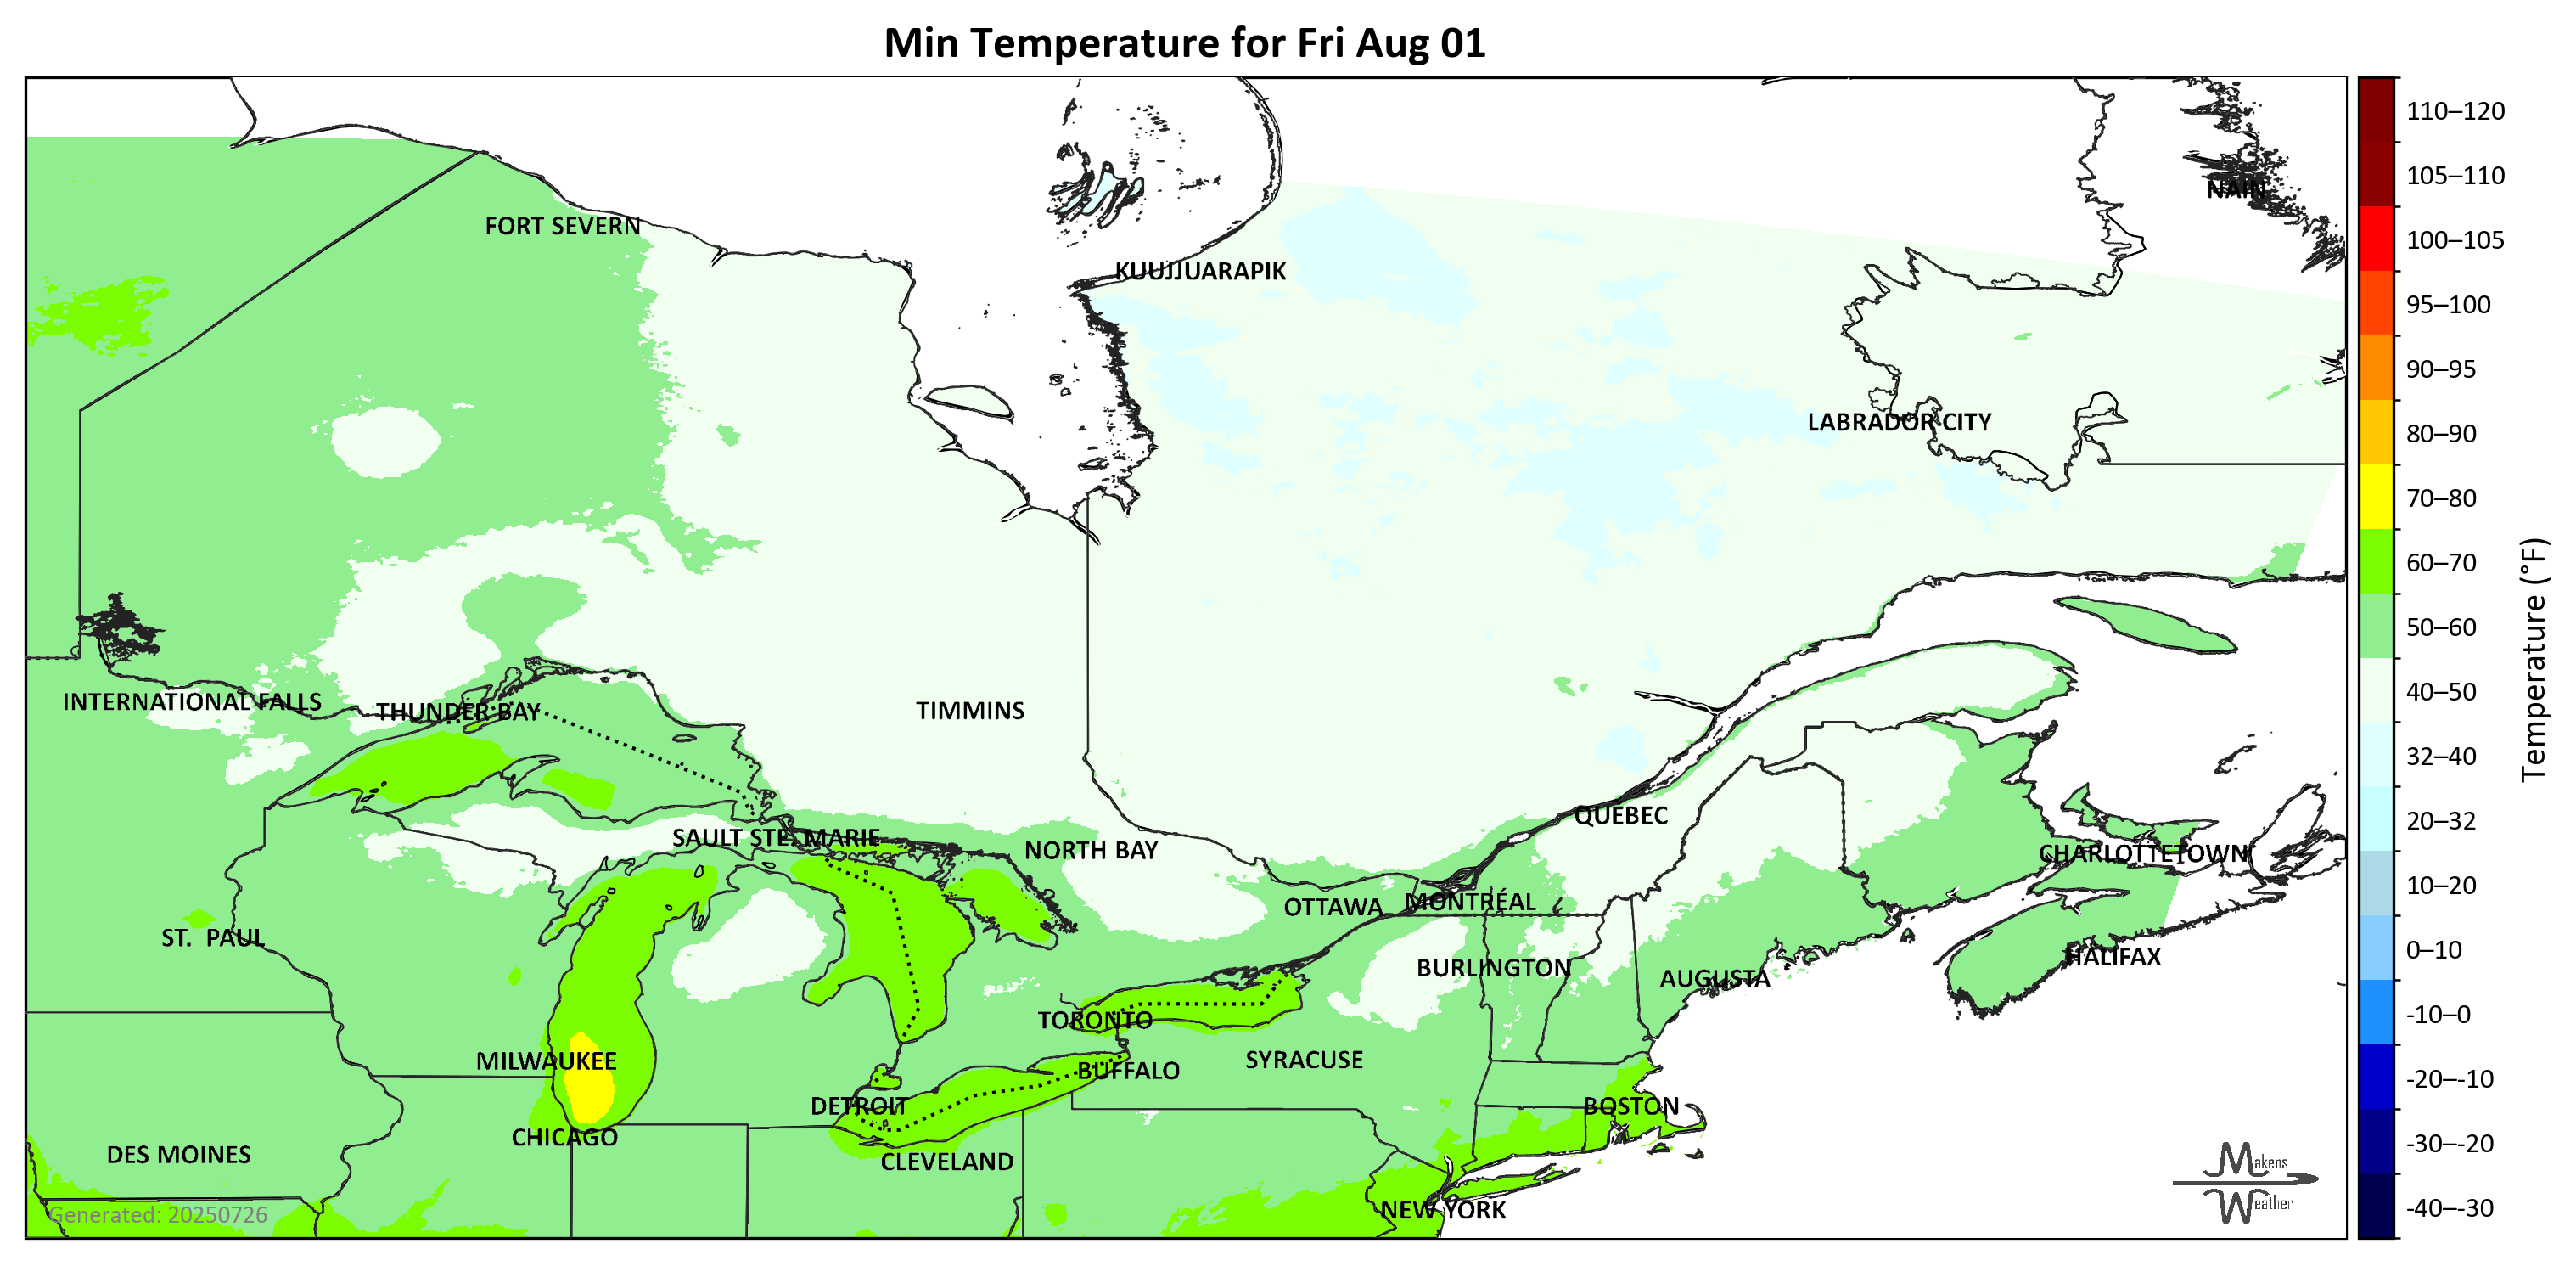 Min Temperature for Fri Aug 01
110–120
105–110
NAIN
FORT SEVERN
100–105
KUUJJUARAPIK
95–100
90–95
LABRADOR CITY
80–90
70–80
60–70
50–60
Temperature (°F)
INTERNATIONAL FALLS
THUNDER BAY
TIMMINS
40–50
32–40
QUEBEC
20–32
SAULT STE. MARIE
NORTH BAY
CHARLOTTETOWN
10–20
OTTAWA
MONTRÉAL
ST. PAUL
0–10
HALIFAX
BURLINGTON
AUGUSTA
-10–0
TORONTO
MILWAUKEE
SYRACUSE
BUFFALO
-20–-10
DETROIT
BOSTON
CHICAGO
-30–-20
DES MOINES
CLEVELAND
Makens
Weather
-40–-30
NEW YORK
Generated: 20250726